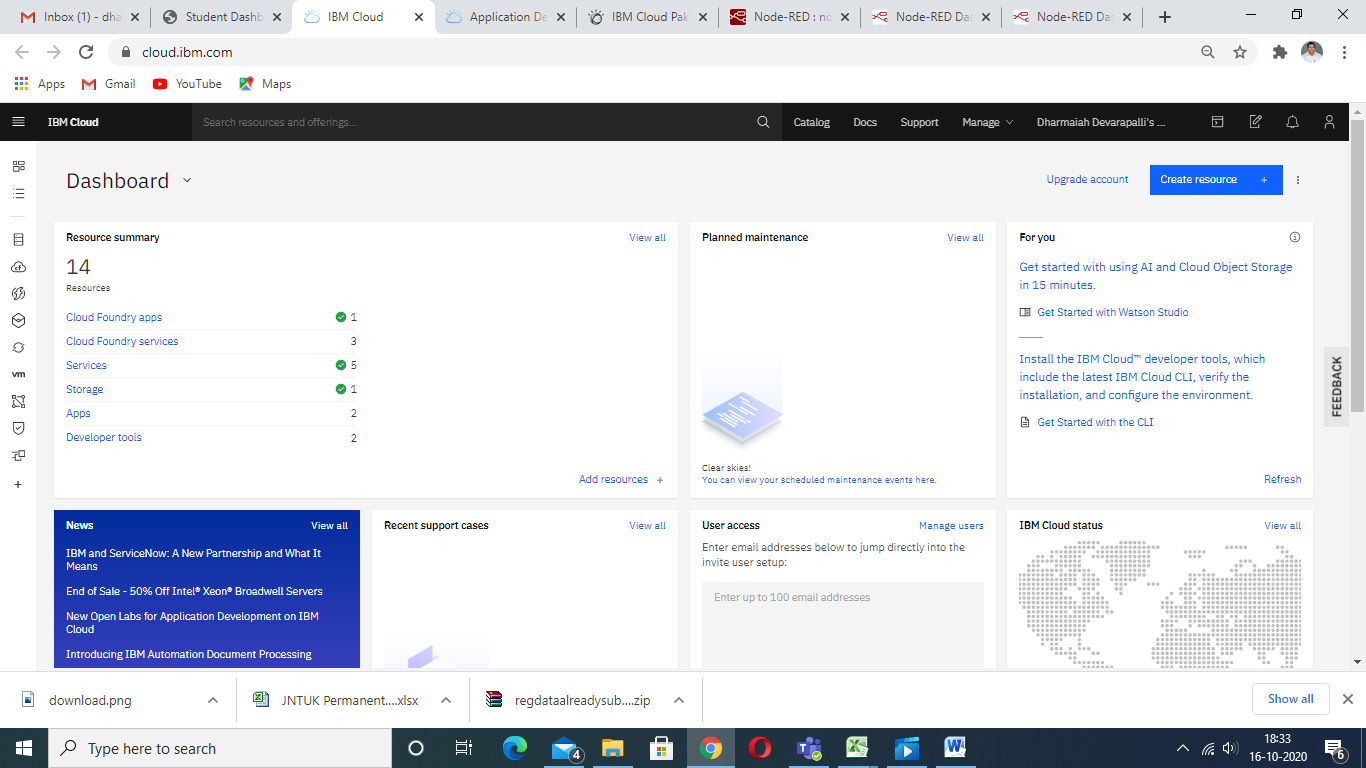 Inbox (1) - dha
Student Dashb
IBM Cloud
Application De
IBM Cloud Pak
Node-RED : no
Node-RED Das
Node-RED Das
cloud.ibm.com
Apps
Gmail
YouTube
Maps
IBM Cloud
Search resources and offerings...
Catalog
Docs
Support
Manage
Dharmaiah Devarapalli's ...
Dashboard
Upgrade account
Create resource +
Resource summary
View all
14
Resources
Cloud Foundry apps 1
Cloud Foundry services 3
Services 5
Storage 1
Apps 2
Developer tools 2
Add resources +
Planned maintenance
View all
Clear skies!
You can view your scheduled maintenance events here.
For you
Get started with using AI and Cloud Object Storage
in 15 minutes.
Get Started with Watson Studio
Install the IBM Cloud™ developer tools, which
include the latest IBM Cloud CLI, verify the
installation, and configure the environment.
Get Started with the CLI
Refresh
FEEDBACK
vm
News
View all
IBM and ServiceNow: A New Partnership and What It
Means
End of Sale - 50% Off Intel® Xeon® Broadwell Servers
New Open Labs for Application Development on IBM
Cloud
Introducing IBM Automation Document Processing
Recent support cases
View all
User access
Manage users
Enter email addresses below to jump directly into the
invite user setup:
Enter up to 100 email addresses
IBM Cloud status
View all
download.png
JNTUK Permanent....xlsx
regdataalreadysub....zip
Show all
Type here to search
4
18:33
16-10-2020
6